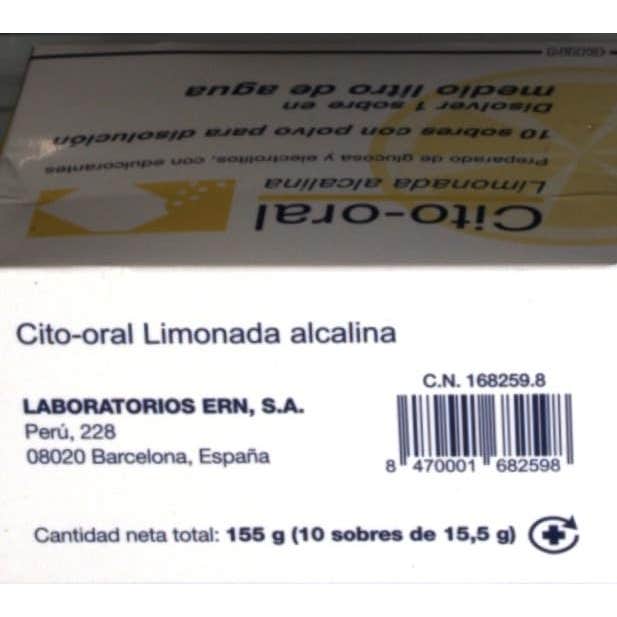 Cito-oral
Limonada alcalina
Preparado de glucosa y electrolitos, con edulcorantes
10 sobres con polvo para disolución
Disolver 1 sobre en
medio litro de agua
Cito-oral Limonada alcalina
C.N. 168259.8
LABORATORIOS ERN, S.A.
Perú, 228
08020 Barcelona, España
8 470001 682598
Cantidad neta total: 155 g (10 sobres de 15,5 g)